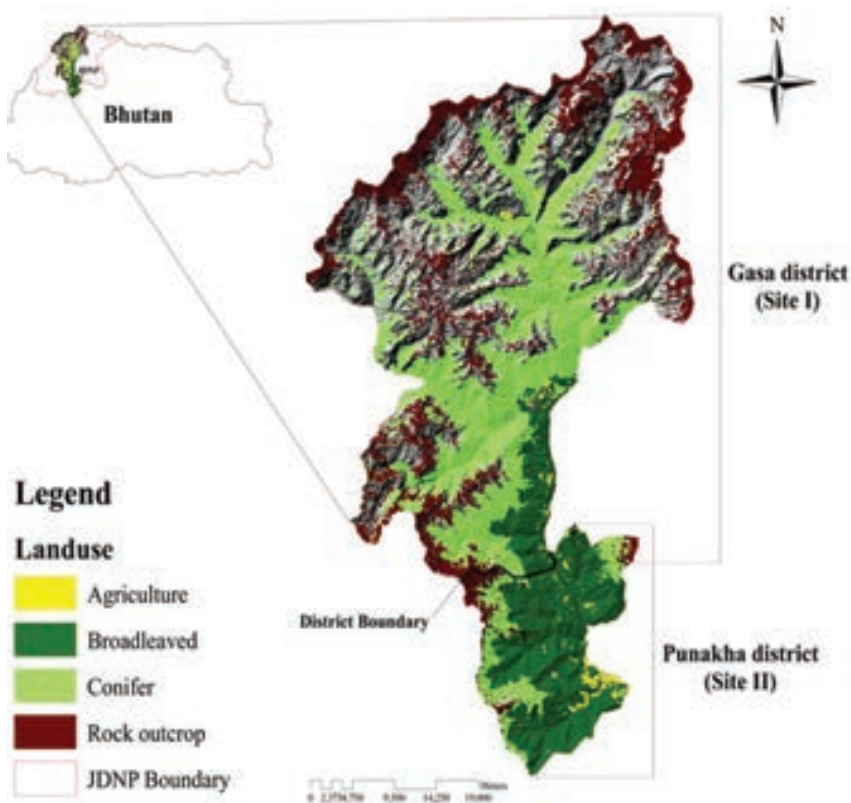 N
Bhutan
Gasa district
(Site I)
Legend
Landuse
Agriculture
Broadleaved
Conifer
Rock outcrop
JDNP Boundary
District Boundary
Punakha district
(Site II)